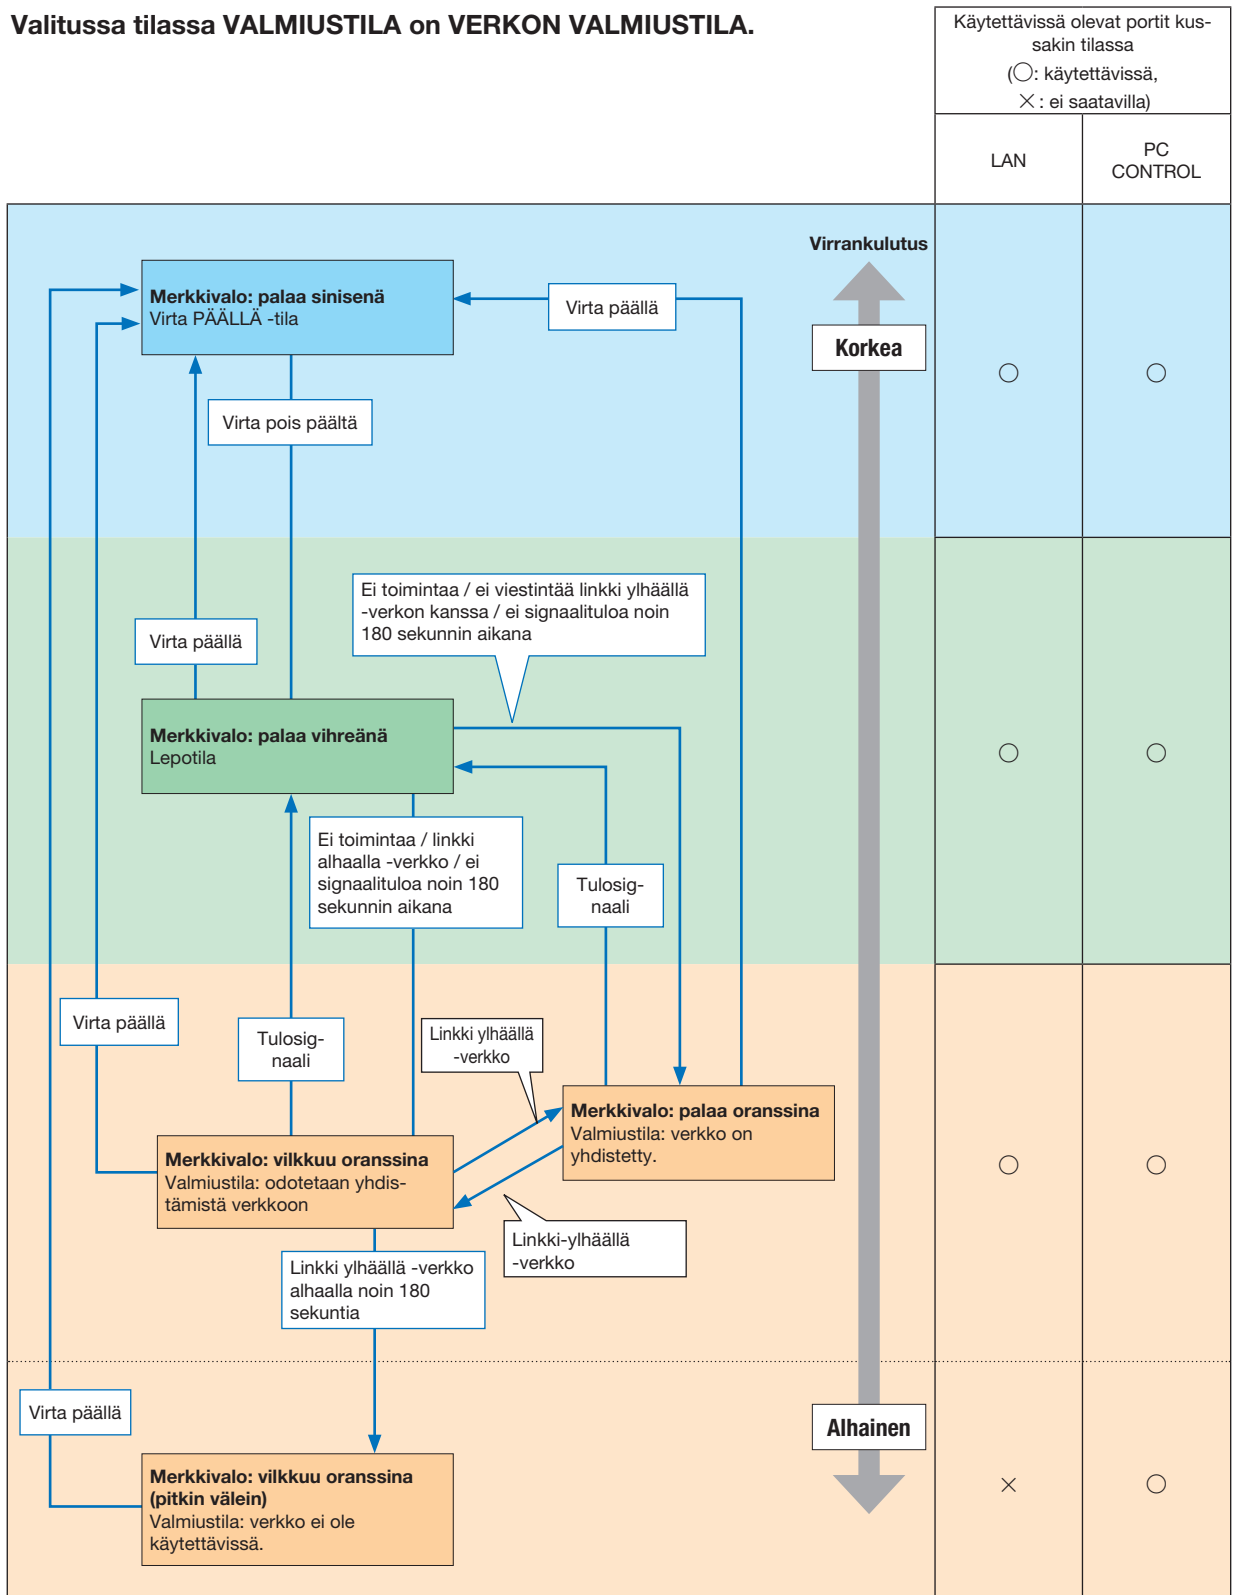 Valitussa tilassa VALMIUSTILA on VERKON VALMIUSTILA.
Käytettävissä olevat portit kus-
sakin tilassa
(○: käytettävissä,
×: ei saatavilla)
LAN
PC
CONTROL
Virrankulutus
Merkkivalo: palaa sinisenä
Virta PÄÄLLÄ -tila
Virta päällä
Korkea
○
○
Virta pois päältä
Ei toimintaa / ei viestintää linkki ylhäällä
-verkon kanssa / ei signaalituloa noin
180 sekunnin aikana
Virta päällä
Merkkivalo: palaa vihreänä
Lepotila
○
○
Ei toimintaa / linkki
alhaalla -verkko / ei
signaalituloa noin 180
sekunnin aikana
Tulosig-
naali
Virta päällä
Tulosig-
naali
Linkki ylhäällä
-verkko
Merkkivalo: palaa oranssina
Valmiustila: verkko on
yhdistetty.
Merkkivalo: vilkkuu oranssina
Valmiustila: odotetaan yhdis-
tämistä verkkoon
○
○
Linkki-ylhäällä
-verkko
Linkki ylhäällä -verkko
alhaalla noin 180
sekuntia
Virta päällä
Alhainen
Merkkivalo: vilkkuu oranssina
(pitkin välein)
Valmiustila: verkko ei ole
käytettävissä.
×
○